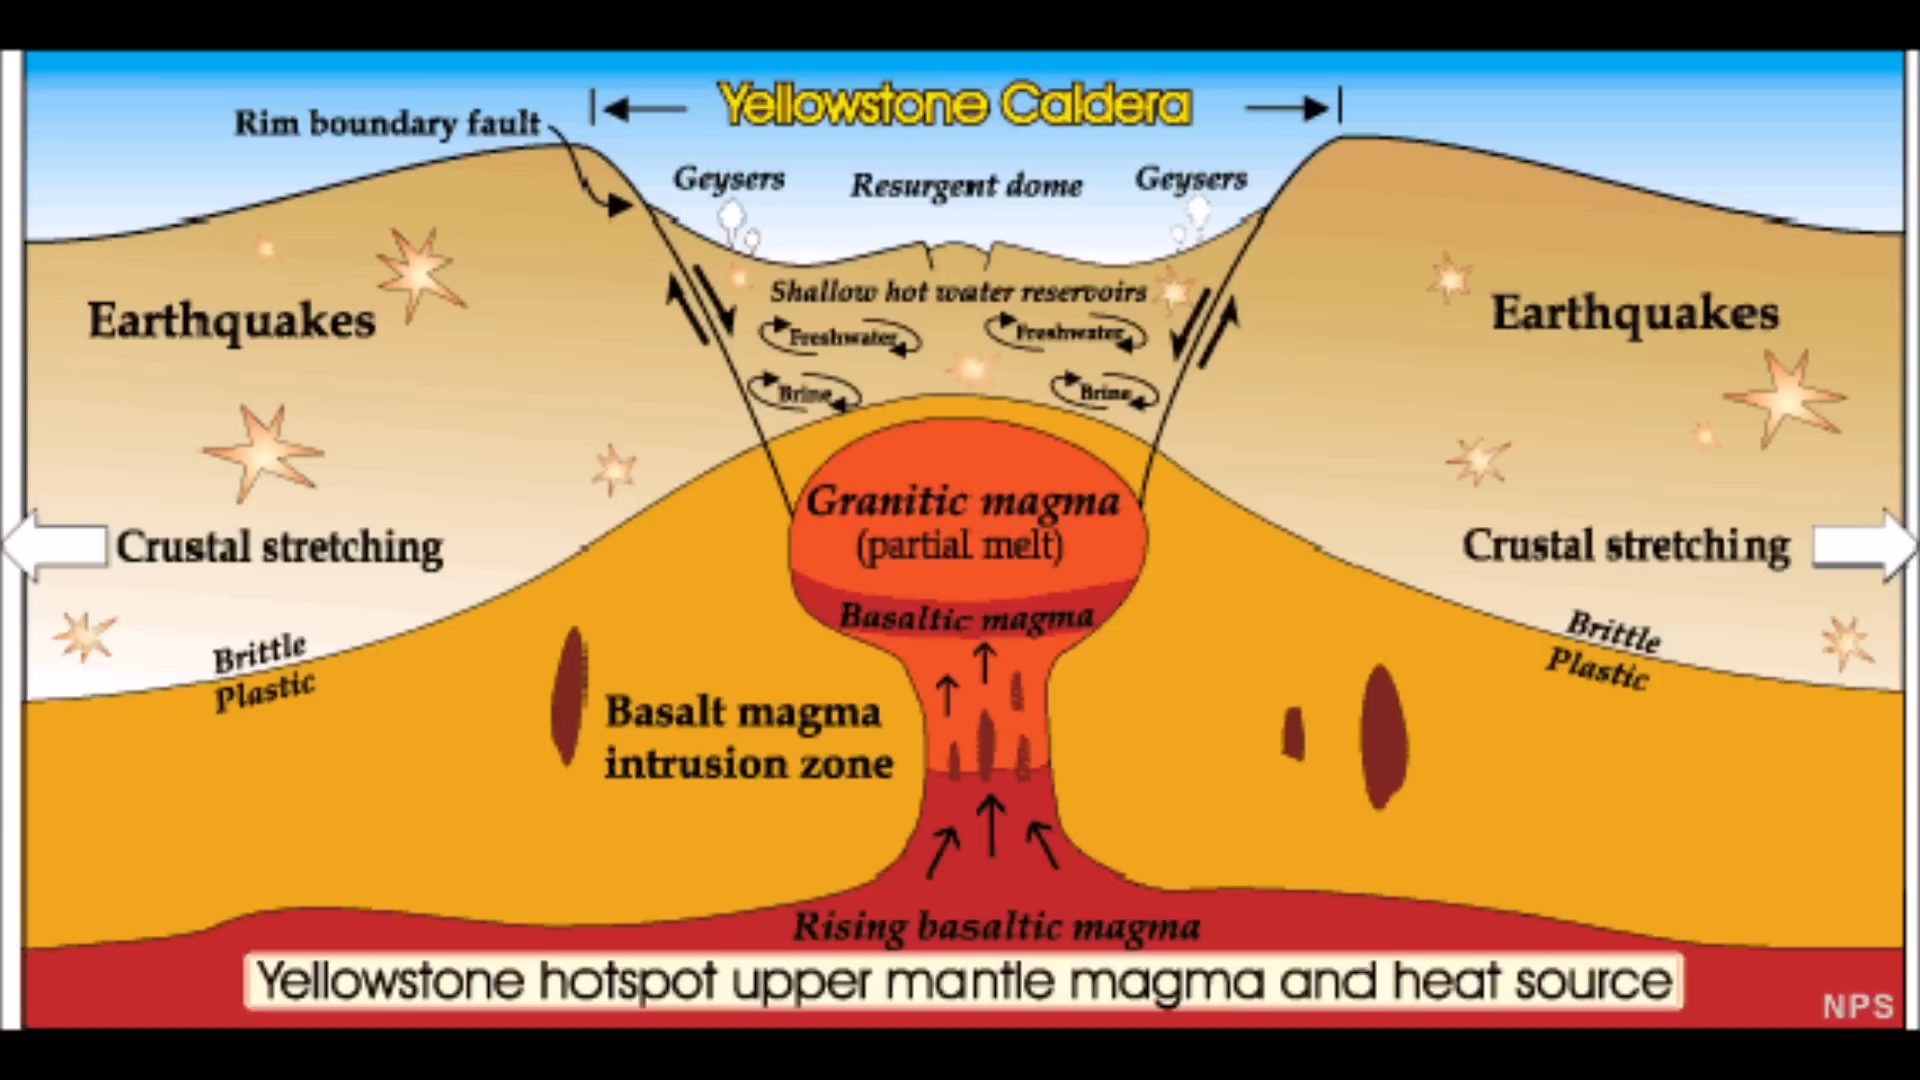 Yellowstone Caldera
Rim boundary fault
Geysers
Resurgent dome
Geysers
Shallow hot water reservoirs
Freshwater
Freshwater
Brine
Brine
Earthquakes
Earthquakes
Granitic magma
(partial melt)
Crustal stretching
Crustal stretching
Basaltic magma
Brittle
Plastic
Brittle
Plastic
Basalt magma
intrusion zone
Rising basaltic magma
Yellowstone hotspot upper mantle magma and heat source
NPS